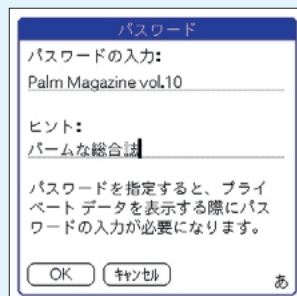 パスワード
パスワードの入力:
Palm Magazine vol.10
ヒント:
パームな総合誌
パスワードを指定すると、プライ
ベート データを表示する際にパス
ワードの入力が必要になります。
OK キャンセル
あ